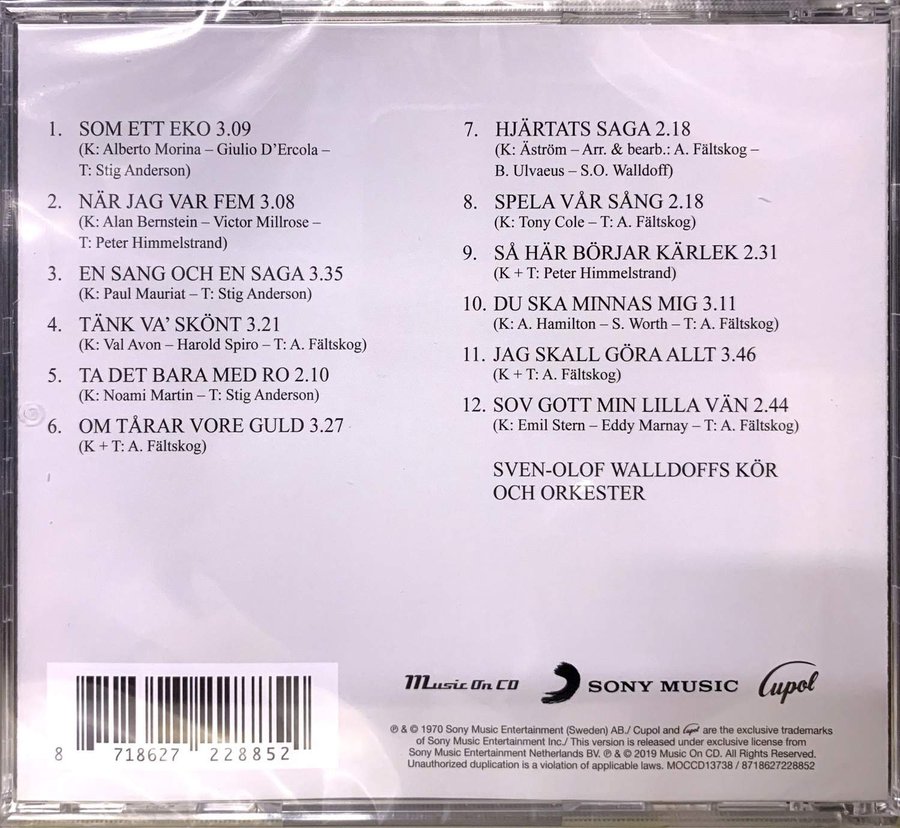 1. SOM ETT EKO 3.09
(K: Alberto Morina – Giulio D'Ercola –
T: Stig Anderson)
2. NÄR JAG VAR FEM 3.08
(K: Alan Bernstein – Victor Millrose –
T: Peter Himmelstrand)
3. EN SANG OCH EN SAGA 3.35
(K: Paul Mauriat – T: Stig Anderson)
4. TÄNK VA' SKÖNT 3.21
(K: Val Avon – Harold Spiro – T: A. Fältskog)
5. TA DET BARA MED RO 2.10
(K: Noami Martin – T: Stig Anderson)
6. OM TÅRAR VORE GULD 3.27
(K + T: A. Fältskog)
7. HJÄRTATS SAGA 2.18
(K: Äström – Arr. & bearb.: A. Fältskog –
B. Ulvaeus – S.O. Walldoff)
8. SPELA VÅR SÅNG 2.18
(K: Tony Cole – T: A. Fältskog)
9. SÅ HÄR BÖRJAR KÄRLEK 2.31
(K + T: Peter Himmelstrand)
10. DU SKA MINNAS MIG 3.11
(K: A. Hamilton – S. Worth – T: A. Fältskog)
11. JAG SKALL GÖRA ALLT 3.46
(K + T: A. Fältskog)
12. SOV GOTT MIN LILLA VÄN 2.44
(K: Emil Stern – Eddy Marnay – T: A. Fältskog)
SVEN-OLOF WALLDOFFS KÖR
OCH ORKESTER
8 718627 228852
Music On CD
SONY MUSIC
Cupol
℗ & © 1970 Sony Music Entertainment (Sweden) AB./ Cupol and Cupol are the exclusive trademarks
of Sony Music Entertainment Inc./ This version is released under exclusive license from
Sony Music Entertainment Netherlands BV. ℗ & © 2019 Music On CD. All Rights Reserved.
Unauthorized duplication is a violation of applicable laws. MOCCD13738 / 8718627228852